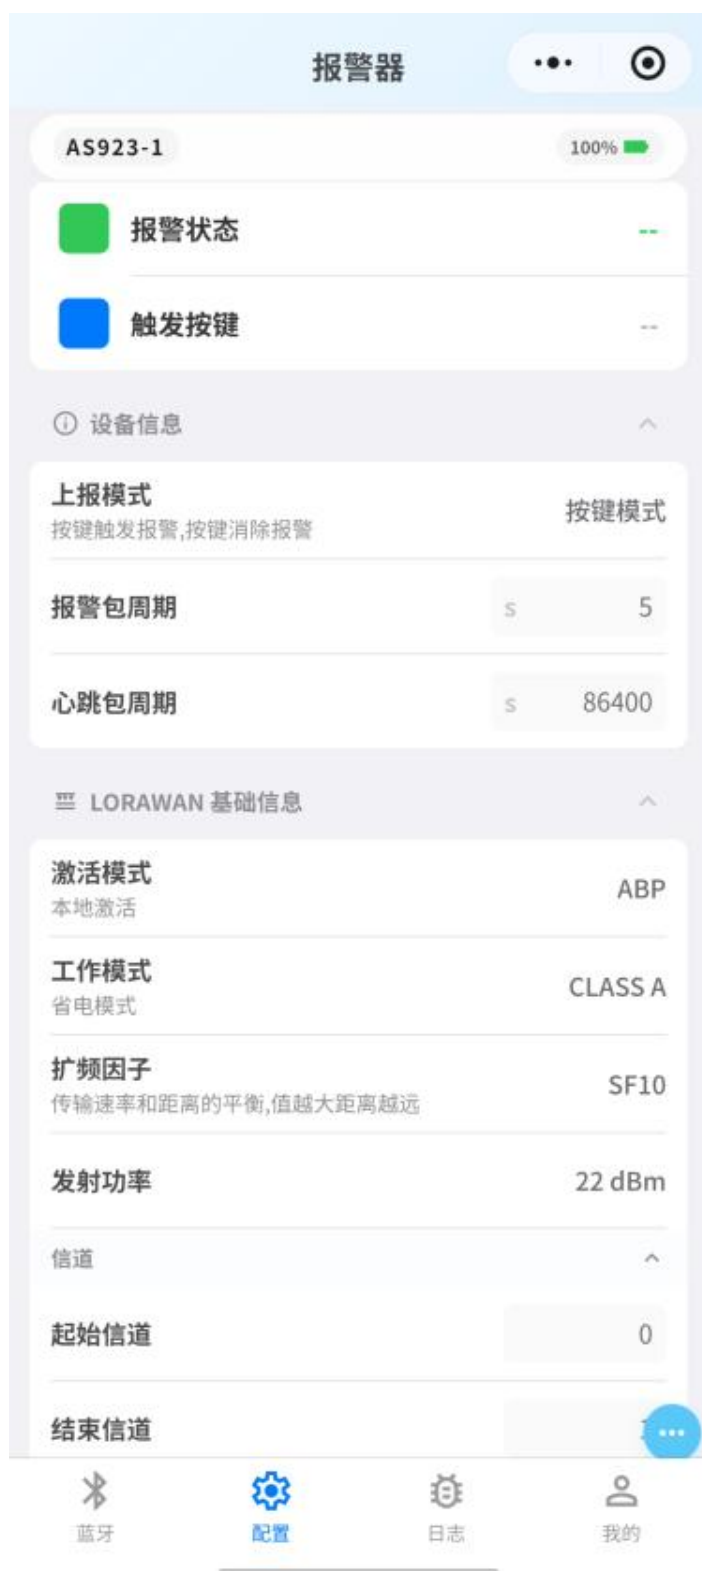 报警器
AS923-1
100%
报警状态
--
触发按键
--
设备信息
上报模式
按键触发报警,按键消除报警
按键模式
报警包周期
s
5
心跳包周期
s
86400
LORAWAN 基础信息
激活模式
本地激活
ABP
工作模式
省电模式
CLASS A
扩频因子
传输速率和距离的平衡,值越大距离越远
SF10
发射功率
22 dBm
信道
起始信道
0
结束信道
蓝牙
配置
日志
我的